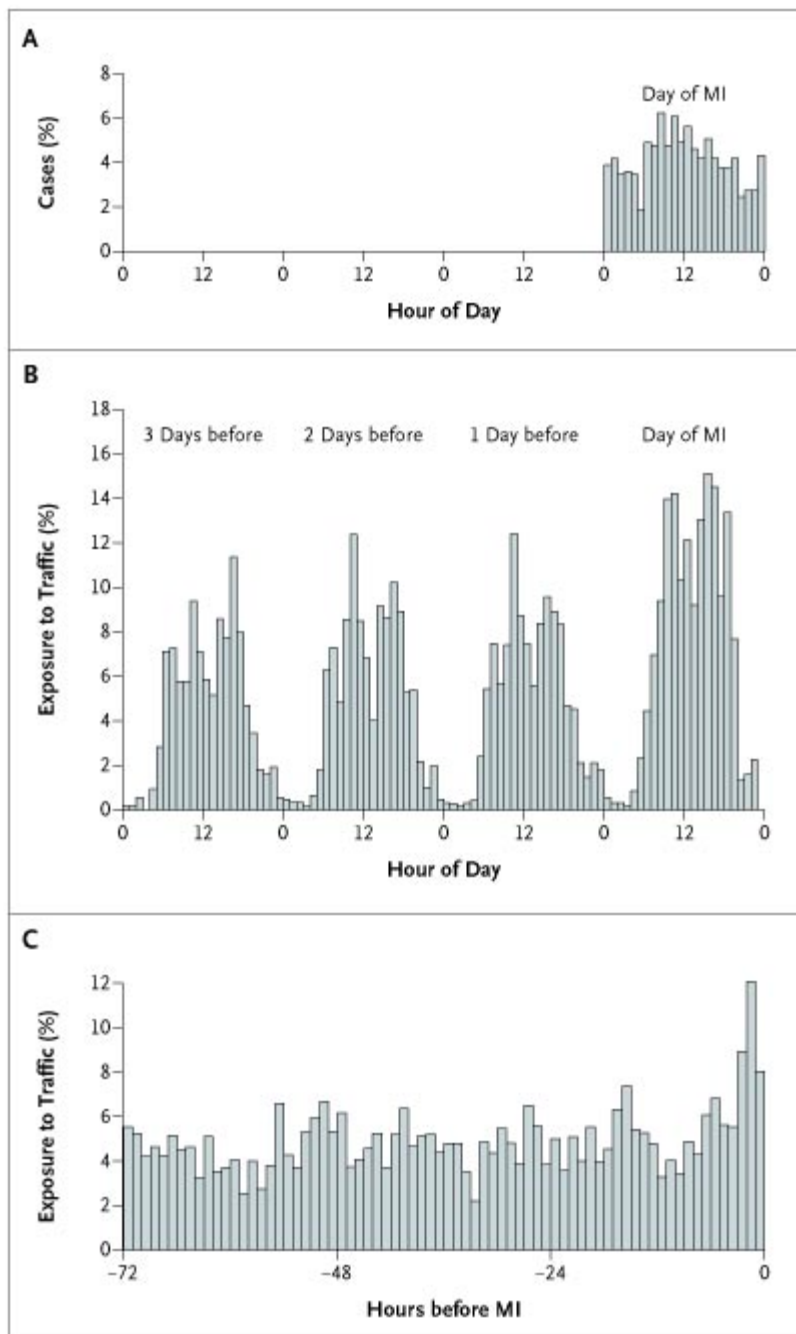 A
8
6
4
2
0
Cases (%)
Day of MI
0 12 0 12 0 12 0 12 0
Hour of Day
B
18
16
14
12
10
8
6
4
2
0
Exposure to Traffic (%)
3 Days before 2 Days before 1 Day before Day of MI
0 12 0 12 0 12 0 12 0
Hour of Day
C
12
10
8
6
4
2
0
Exposure to Traffic (%)
−72 −48 −24 0
Hours before MI